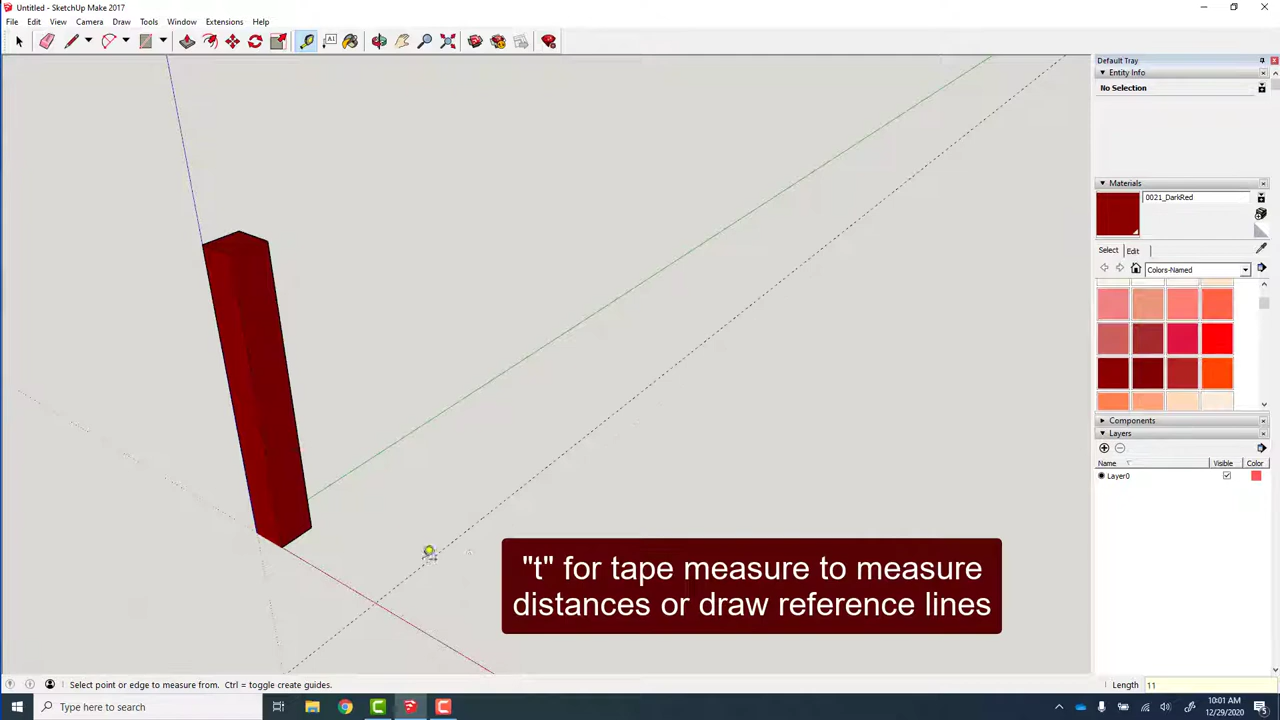 Untitled - SketchUp Make 2017
File Edit View Camera Draw Tools Window Extensions Help
Default Tray
Entity Info
No Selection
Materials
0021_DarkRed
Select Edit
Colors-Named
Components
Layers
Name Visible Color
Layer0
"t" for tape measure to measure
distances or draw reference lines
Select point or edge to measure from. Ctrl = toggle create guides.
Length 11
Type here to search
10:01 AM
12/29/2020
5